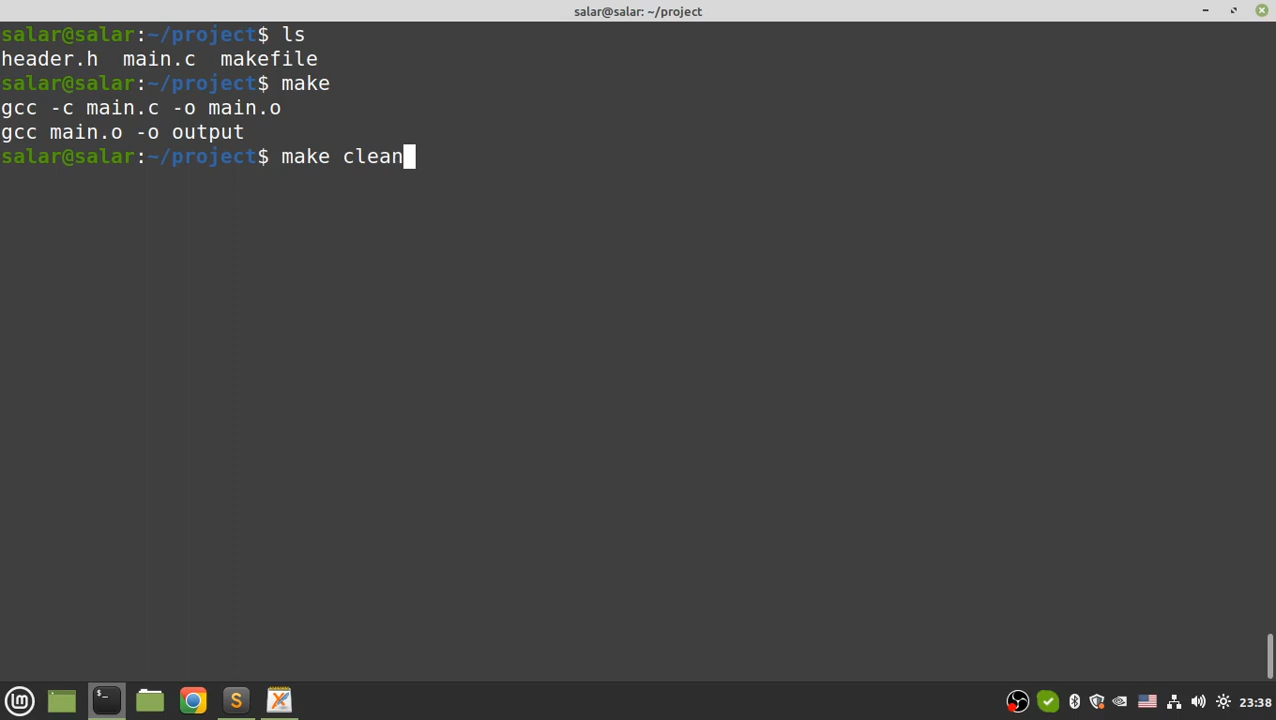 salar@salar: ~/project
salar@salar:~/project$ ls
header.h  main.c  makefile
salar@salar:~/project$ make
gcc -c main.c -o main.o
gcc main.o -o output
salar@salar:~/project$ make clean
23:38